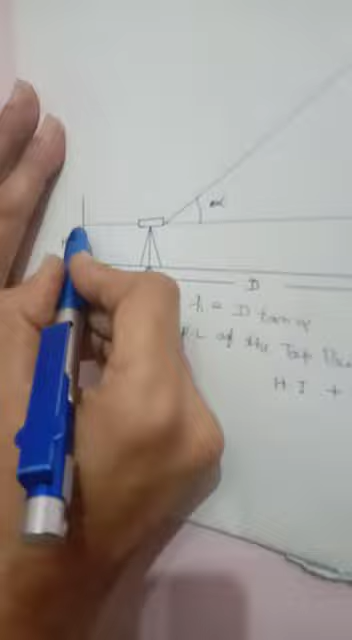 α
D
h = D tan α
R.L of the Top
H I +